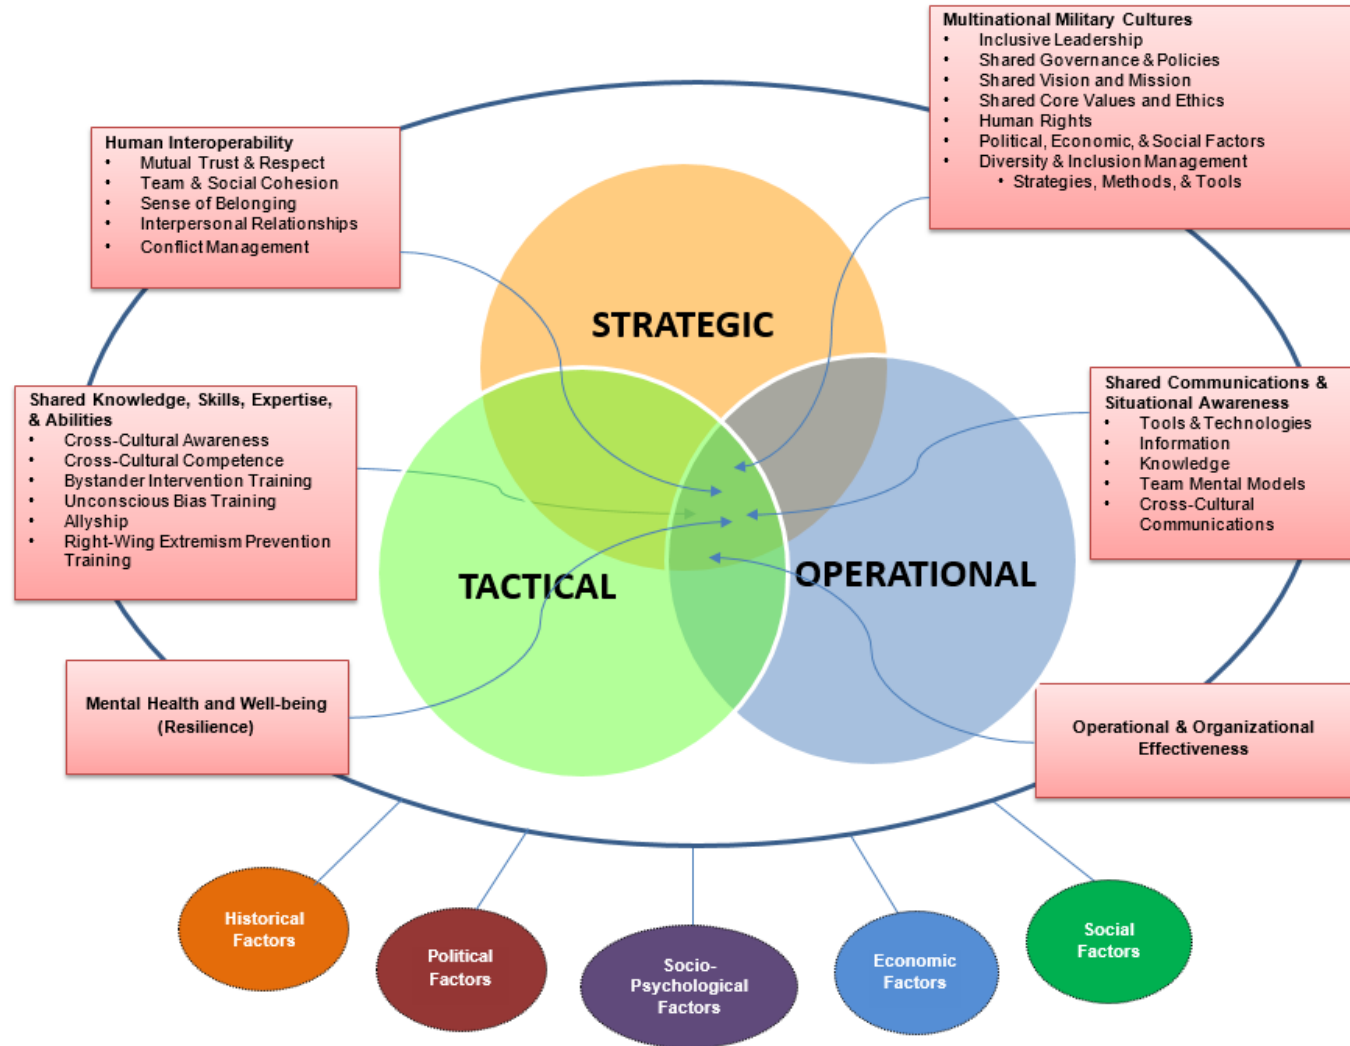 Multinational Military Cultures
• Inclusive Leadership
• Shared Governance & Policies
• Shared Vision and Mission
• Shared Core Values and Ethics
• Human Rights
• Political, Economic, & Social Factors
• Diversity & Inclusion Management
• Strategies, Methods, & Tools
Human Interoperability
• Mutual Trust & Respect
• Team & Social Cohesion
• Sense of Belonging
• Interpersonal Relationships
• Conflict Management
STRATEGIC
Shared Knowledge, Skills, Expertise,
& Abilities
• Cross-Cultural Awareness
• Cross-Cultural Competence
• Bystander Intervention Training
• Unconscious Bias Training
• Allyship
• Right-Wing Extremism Prevention
Training
Shared Communications &
Situational Awareness
• Tools & Technologies
• Information
• Knowledge
• Team Mental Models
• Cross-Cultural
Communications
TACTICAL
OPERATIONAL
Mental Health and Well-being
(Resilience)
Operational & Organizational
Effectiveness
Historical
Factors
Political
Factors
Socio-
Psychological
Factors
Economic
Factors
Social
Factors